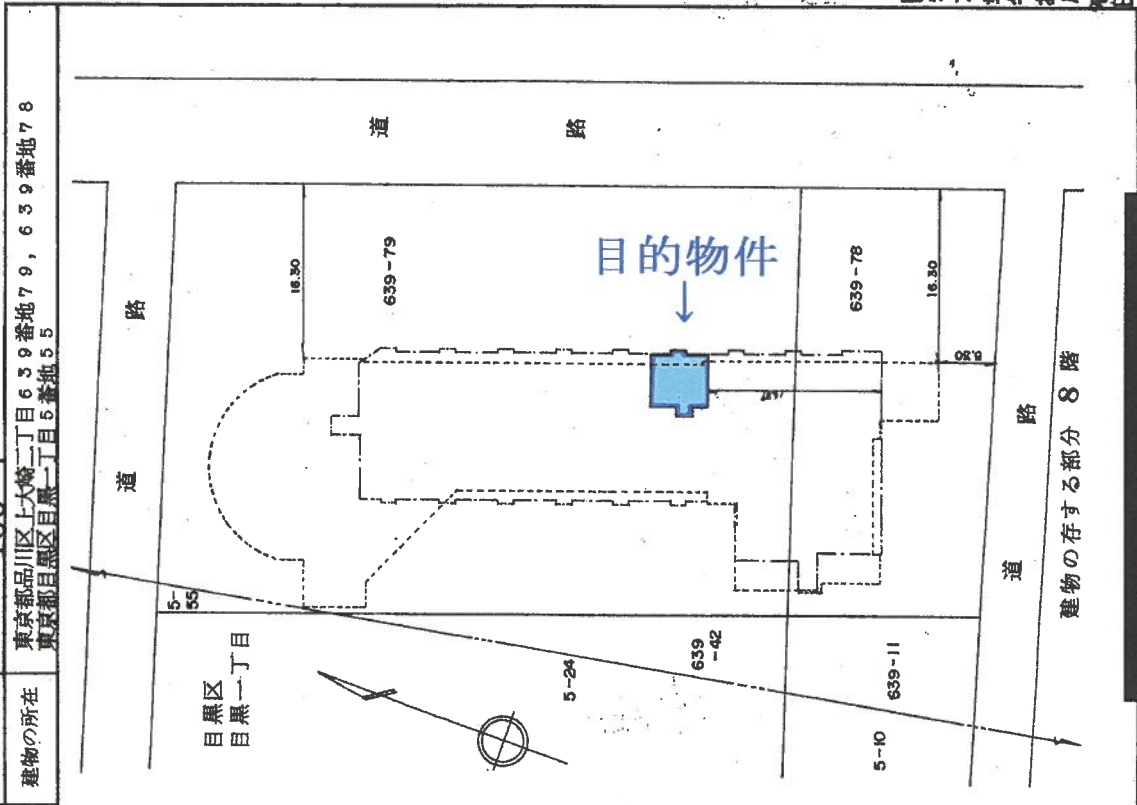 建物の所在
東京都品川区上大崎二丁目639番地79，639番地78
東京都目黒区目黒一丁目5番地55
道路
道路
16.30
639-79
目的物件
↓
639-78
16.30
道路
建物の存する部分 8階
5-55
目黒区
目黒一丁目
5-24
639-42
639-11
5-10